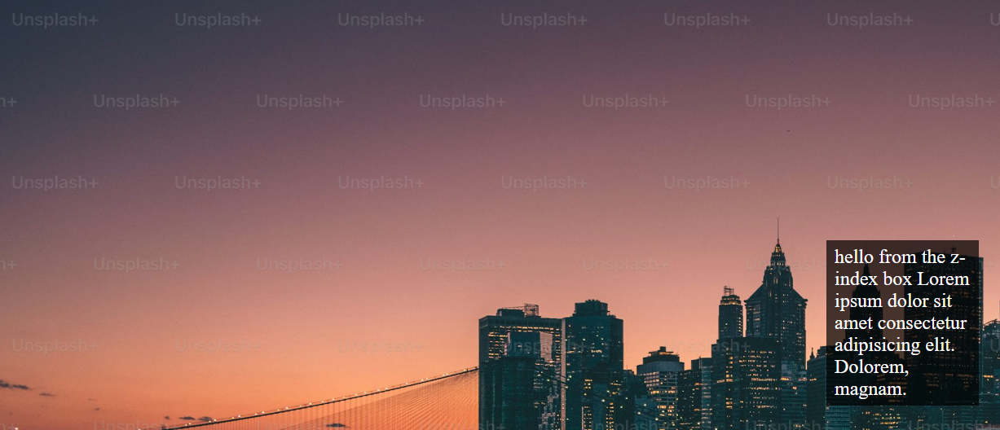 Unsplash+ Unsplash+ Unsplash+ Unsplash+ Unsplash+ Unsplash+
Unsplash+ Unsplash+ Unsplash+ Unsplash+ Unsplash+ Unsplash+
Unsplash+ Unsplash+ Unsplash+ Unsplash+ Unsplash+ Unsplash+
hello from the z-
index box Lorem
ipsum dolor sit
amet consectetur
adipisicing elit.
Dolorem,
magnam.
Unsplash+ Unsplash+ Unsplash+ Unsplash+
Unsplash+ Unsplash+ Unsplash+